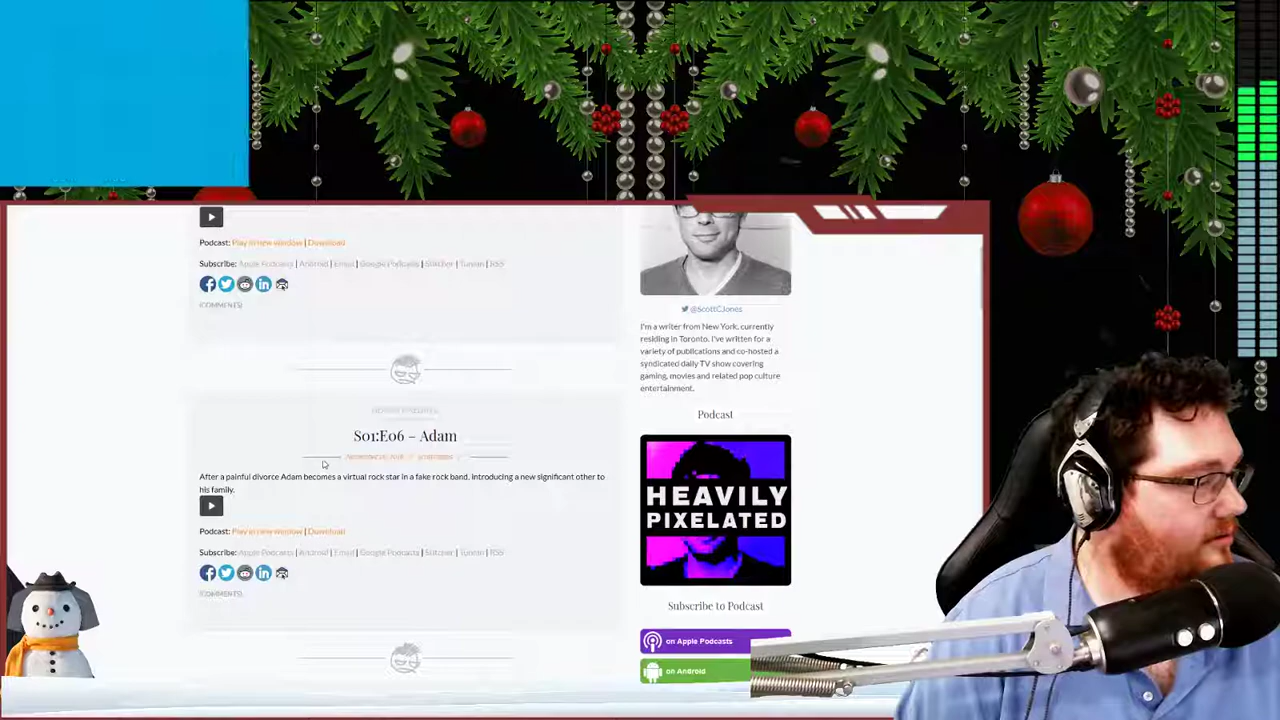 Podcast: Play in new window | Download
Subscribe: Apple Podcasts | Android | Email | Google Podcasts | Stitcher | TuneIn | RSS
(COMMENTS)
S01:E06 – Adam
After a painful divorce Adam becomes a virtual rock star in a fake rock band, introducing a new significant other to
his family.
Podcast: Play in new window | Download
Subscribe: Apple Podcasts | Android | Email | Google Podcasts | Stitcher | TuneIn | RSS
(COMMENTS)
@ScottCJones
I'm a writer from New York, currently
residing in Toronto. I've written for a
variety of publications and co-hosted a
syndicated daily TV show covering
gaming, movies and related pop culture
entertainment.
Podcast
HEAVILY
PIXELATED
Subscribe to Podcast
on Apple Podcasts
on Android